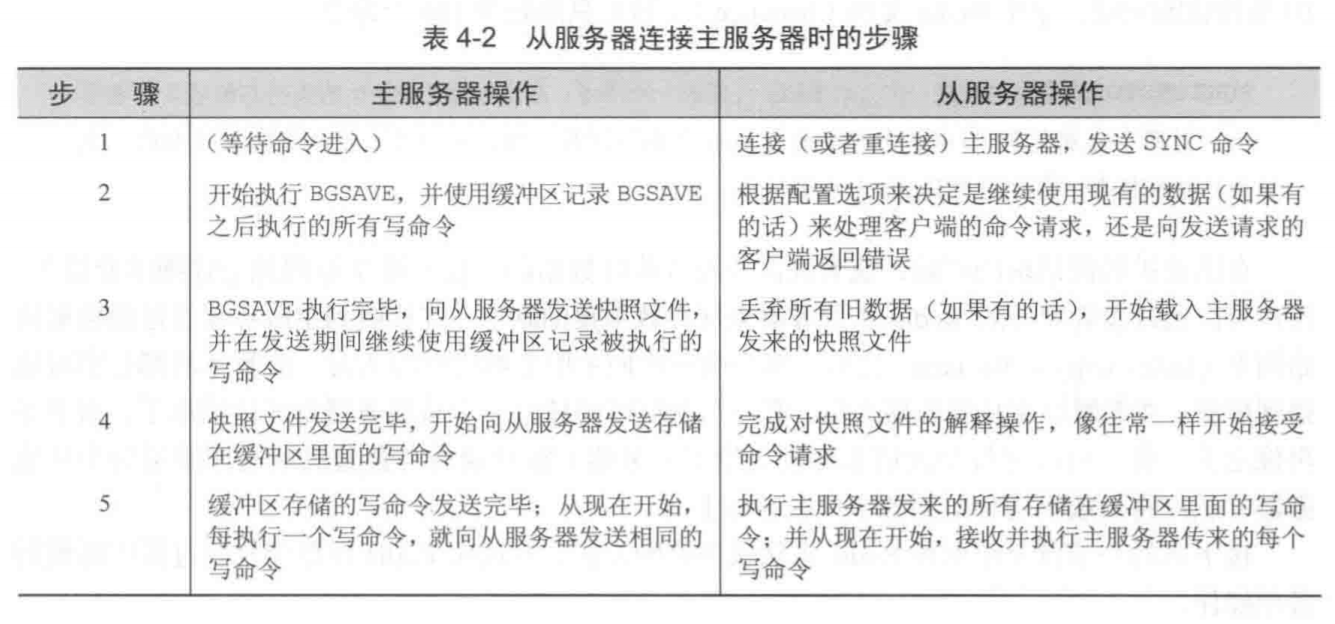 表 4-2 从服务器连接主服务器时的步骤
步 骤 主服务器操作 从服务器操作
1 (等待命令进入) 连接（或者重连接）主服务器，发送 SYNC 命令
2 开始执行 BGSAVE，并使用缓冲区记录 BGSAVE 根据配置选项来决定是继续使用现有的数据（如果有
之后执行的所有写命令 的话）来处理客户端的命令请求，还是向发送请求的
客户端返回错误
3 BGSAVE 执行完毕，向从服务器发送快照文件， 丢弃所有旧数据（如果有的话），开始载入主服务器
并在发送期间继续使用缓冲区记录被执行的 发来的快照文件
写命令
4 快照文件发送完毕，开始向从服务器发送存储 完成对快照文件的解释操作，像往常一样开始接受
在缓冲区里面的写命令 命令请求
5 缓冲区存储的写命令发送完毕；从现在开始， 执行主服务器发来的所有存储在缓冲区里面的写命
每执行一个写命令，就向从服务器发送相同的 令；并从现在开始，接收并执行主服务器传来的每个
写命令 写命令